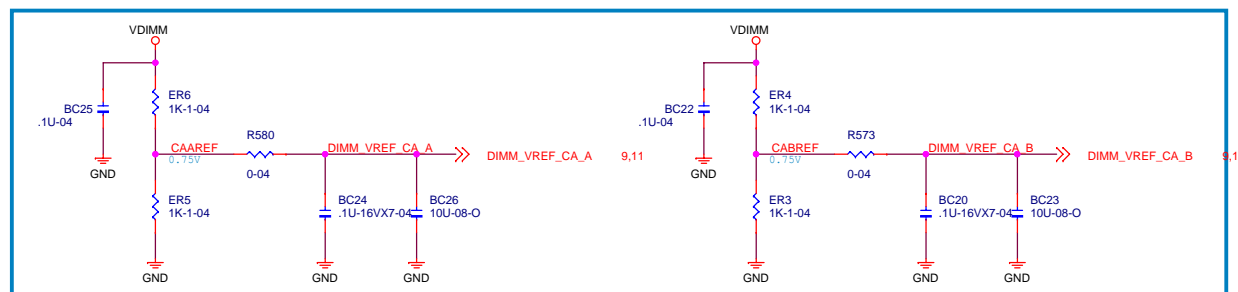 VDIMM
BC25
.1U-04
GND
ER6
1K-1-04
CAAREF
0.75V
R580
0-04
DIMM_VREF_CA_A
DIMM_VREF_CA_A 9,11
ER5
1K-1-04
GND
BC24
.1U-16VX7-04
GND
BC26
10U-08-O
GND
VDIMM
BC22
.1U-04
GND
ER4
1K-1-04
CABREF
0.75V
R573
0-04
DIMM_VREF_CA_B
DIMM_VREF_CA_B 9,1
ER3
1K-1-04
GND
BC20
.1U-16VX7-04
GND
BC23
10U-08-O
GND